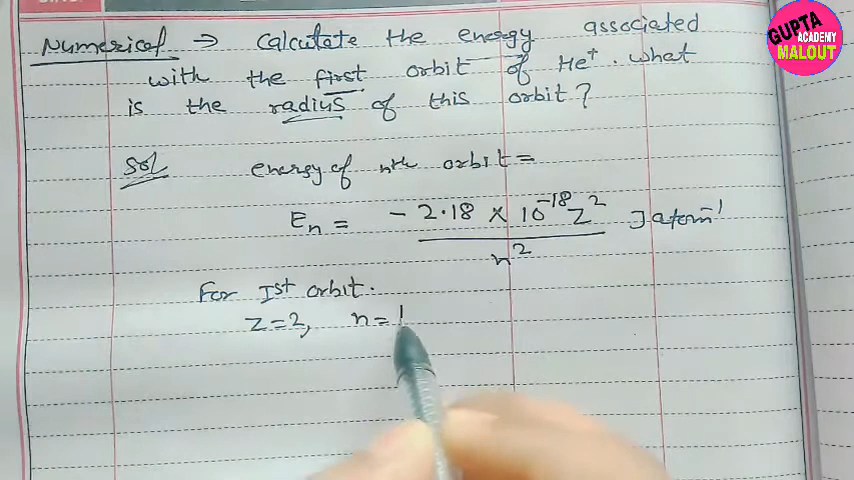 GUPTA
ACADEMY
MALOUT
Numerical → Calculate the energy associated
with the first orbit of He⁺. what
is the radius of this orbit?
Sol energy of nth orbit =
Eₙ = - 2.18 × 10⁻¹⁸ Z² / n² J atom⁻¹
For Ist orbit.
Z=2, n=1